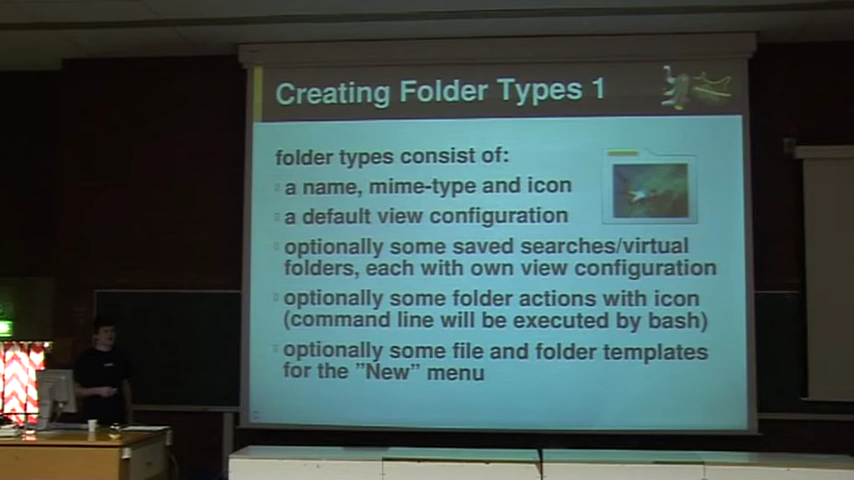 Creating Folder Types 1
folder types consist of:
a name, mime-type and icon
a default view configuration
optionally some saved searches/virtual
folders, each with own view configuration
optionally some folder actions with icon
(command line will be executed by bash)
optionally some file and folder templates
for the "New" menu